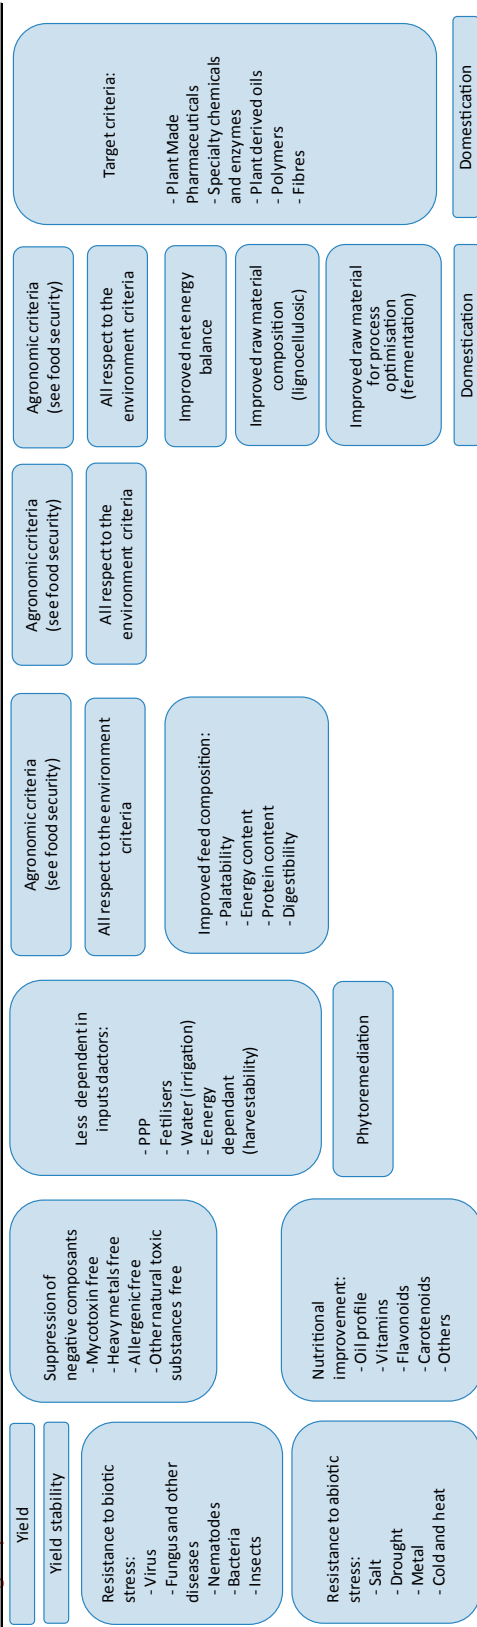 Yield
Yield stability
Resistance to biotic
stress:
- Virus
- Fungus and other
diseases
- Nematodes
- Bacteria
- Insects
Resistance to abiotic
stress:
- Salt
- Drought
- Metal
- Cold and heat
Suppression of
negative composants
- Mycotoxin free
- Heavy metals free
- Allergenic free
- Other natural toxic
substances free
Nutritional
improvement:
- Oil profile
- Vitamins
- Flavonoids
- Carotenoids
- Others
Less dependent in
inputs dactors:
- PPP
- Fetilisers
- Water (irrigation)
- Eenergy
dependant
(harvestability)
Phytoremediation
Agronomic criteria
(see food security)
All respect to the environment
criteria
Improved feed composition:
- Palatability
- Energy content
- Protein content
- Digestibility
Agronomic criteria
(see food security)
All respect to the
environment criteria
Agronomic criteria
(see food security)
All respect to the
environment criteria
Improved net energy
balance
Improved raw material
composition
(lignocellulosic)
Improved raw material
for process
optimisation
(fermentation)
Domestication
Target criteria:
- Plant Made
Pharmaceuticals
- Specialty chemicals
and enzymes
- Plant derived oils
- Polymers
- Fibres
Domestication